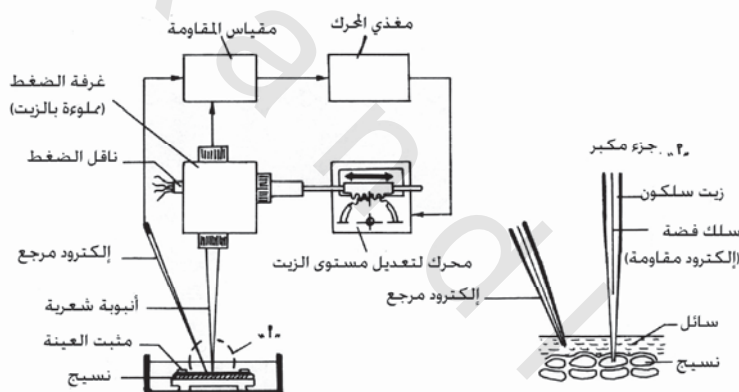 مقياس المقاومة
مغذي المحرك
غرفة الضغط
(مملوءة بالزيت)
ناقل الضغط
إلكترود مرجع
أنبوبة شعرية
مثبت العينة
نسيج
"أ"
محرك لتعديل مستوى الزيت
"أ" جزء مكبر
زيت سلكون
سلك فضة
(إلكترود مقاومة)
إلكترود مرجع
سائل
نسيج